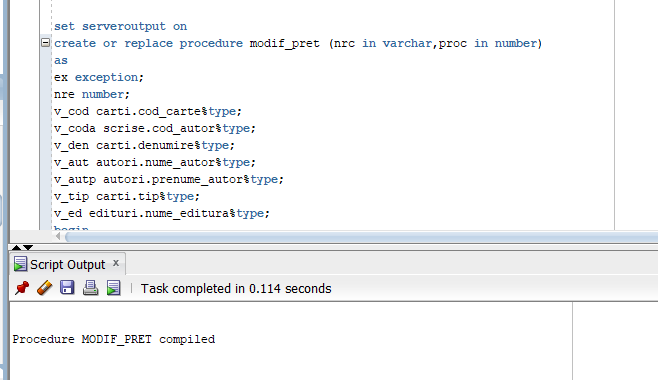 set serveroutput on
create or replace procedure modif_pret (nrc in varchar,proc in number)
as
ex exception;
nre number;
v_cod carti.cod_carte%type;
v_coda scrise.cod_autor%type;
v_den carti.denumire%type;
v_aut autori.nume_autor%type;
v_autp autori.prenume_autor%type;
v_tip carti.tip%type;
v_ed edituri.nume_editura%type;
begin
Script Output x
Task completed in 0.114 seconds
Procedure MODIF_PRET compiled